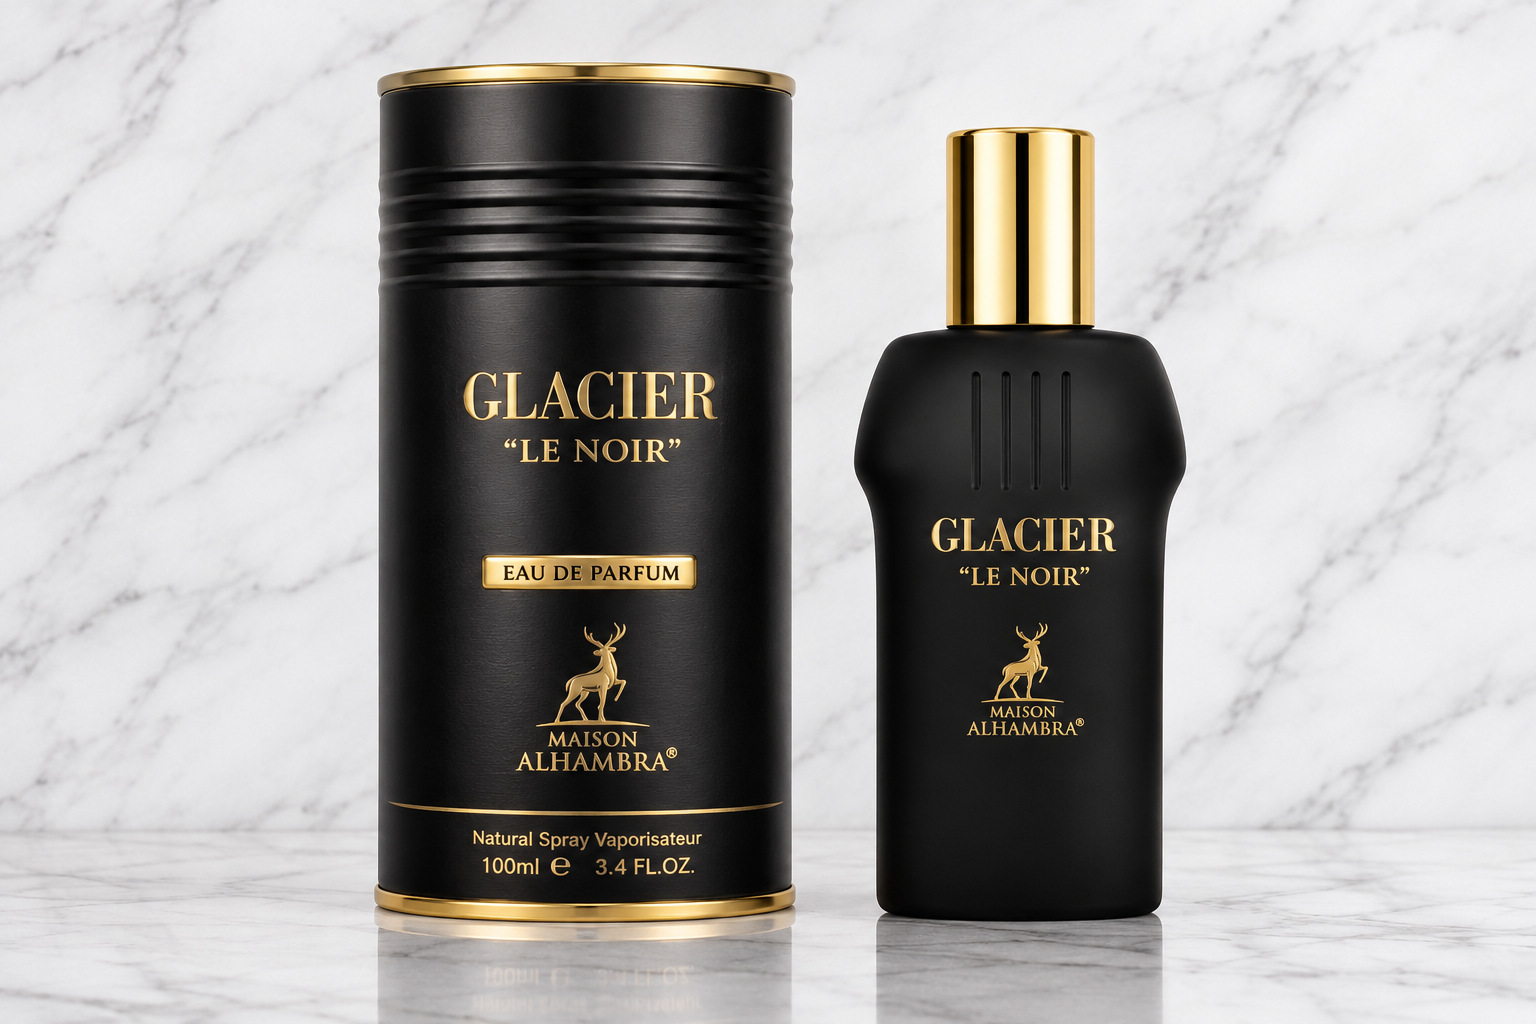 GLACIER
“LE NOIR”
EAU DE PARFUM
MAISON
ALHAMBRA®
Natural Spray Vaporisateur
100ml ℮ 3.4 FL.OZ.
GLACIER
“LE NOIR”
MAISON
ALHAMBRA®